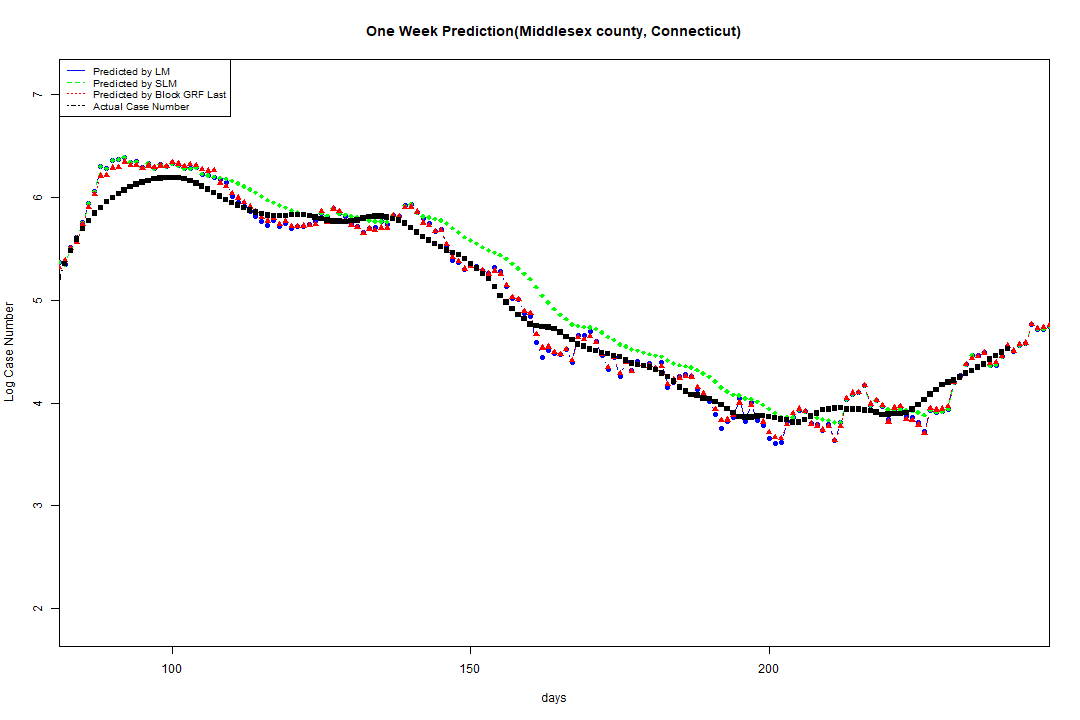 One Week Prediction(Middlesex county, Connecticut)
Predicted by LM
Predicted by SLM
Predicted by Block GRF Last
Actual Case Number
7
6
5
4
3
2
Log Case Number
100 150 200
days